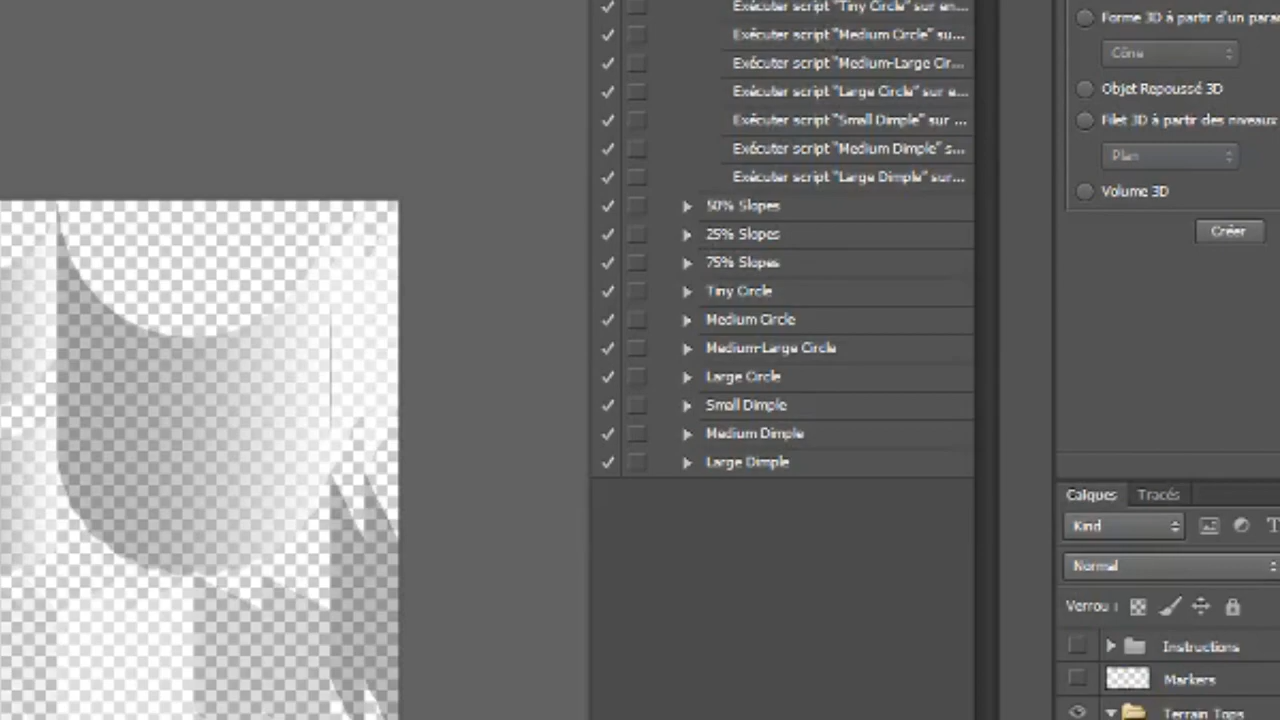 Exécuter script "Tiny Circle" sur en...
Exécuter script "Medium Circle" su...
Exécuter script "Medium-Large Cir...
Exécuter script "Large Circle" sur e...
Exécuter script "Small Dimple" sur ...
Exécuter script "Medium Dimple" s...
Exécuter script "Large Dimple" sur...
50% Slopes
25% Slopes
75% Slopes
Tiny Circle
Medium Circle
Medium-Large Circle
Large Circle
Small Dimple
Medium Dimple
Large Dimple
Forme 3D à partir d'un para
Cône
Objet Repoussé 3D
Filet 3D à partir des niveaux
Plan
Volume 3D
Créer
Calques Tracés
Kind
Normal
Verrou :
Instructions
Markers
Terrain Tops